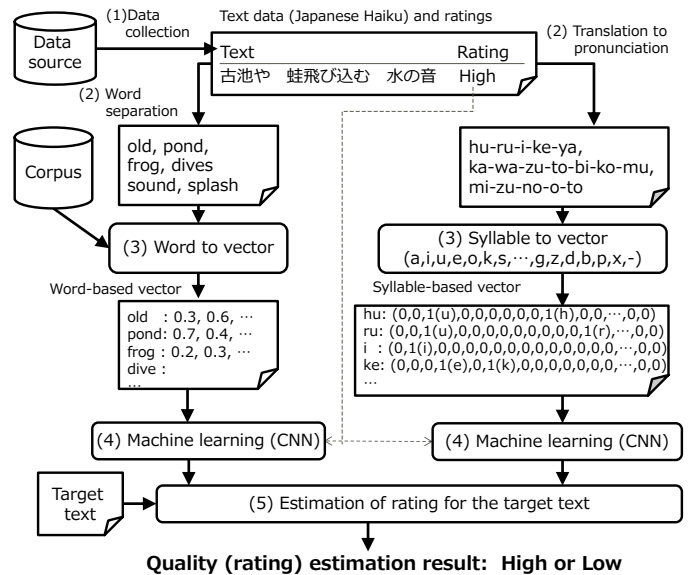 Data
source
(1)Data
collection
Text data (Japanese Haiku) and ratings
Text Rating
古池や 蛙飛び込む 水の音 High
(2) Translation to
pronunciation
(2) Word
separation
Corpus
old, pond,
frog, dives
sound, splash
hu-ru-i-ke-ya,
ka-wa-zu-to-bi-ko-mu,
mi-zu-no-o-to
(3) Word to vector
(3) Syllable to vector
(a,i,u,e,o,k,s,⋯,g,z,d,b,p,x,-)
Word-based vector
old : 0.3, 0.6, ⋯
pond: 0.7, 0.4, ⋯
frog : 0.2, 0.3, ⋯
dive :
⋯
Syllable-based vector
hu: (0,0,1(u),0,0,0,0,0,0,1(h),0,0,⋯,0,0)
ru: (0,0,1(u),0,0,0,0,0,0,0,0,0,1(r),⋯,0,0)
i : (0,1(i),0,0,0,0,0,0,0,0,0,0,0,0,0,⋯,0,0)
ke: (0,0,0,1(e),0,1(k),0,0,0,0,0,0,0,⋯,0,0)
⋯
(4) Machine learning (CNN)
(4) Machine learning (CNN)
Target
text
(5) Estimation of rating for the target text
Quality (rating) estimation result: High or Low